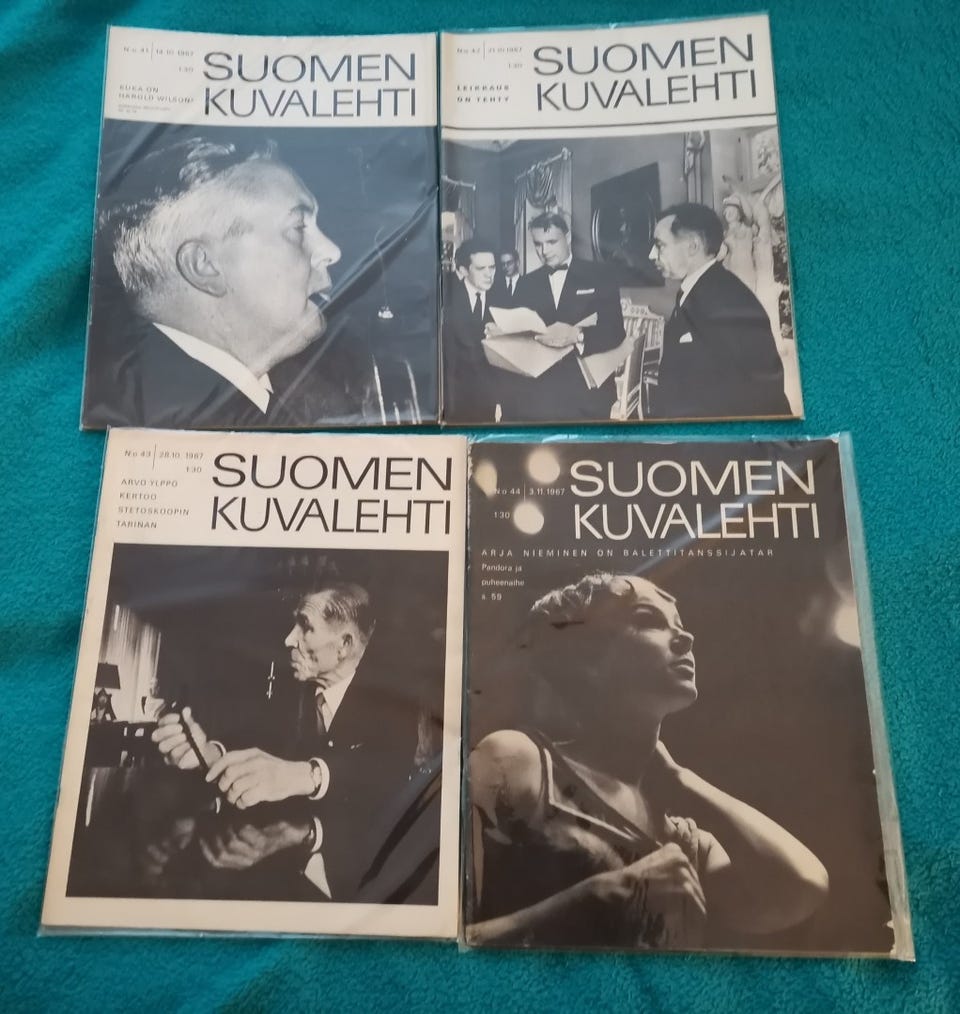 No 41 14.10.1967
1:30
SUOMEN
KUVALEHTI
KUKA ON
HAROLD WILSON?
No 42 21.10.1967
1:30
SUOMEN
KUVALEHTI
LEIKKAUS
ON TEHTY
No 43 28.10.1967
1:30
SUOMEN
KUVALEHTI
ARVO YLPPÖ
KERTOO
STETOSKOOPIN
TARINAN
No 44 3.11.1967
1:30
SUOMEN
KUVALEHTI
ARJA NIEMINEN ON BALETTITANSSIJATAR
Pandora ja
puheenaihe
s. 59